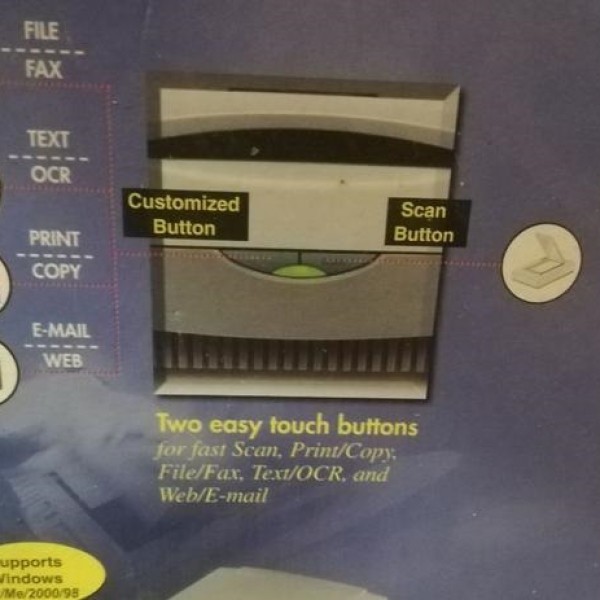 FILE
FAX
TEXT
OCR
PRINT
COPY
E-MAIL
WEB
Customized
Button
Scan
Button
Two easy touch buttons
for fast Scan, Print/Copy,
File/Fax, Text/OCR, and
Web/E-mail
upports
Windows
/Me/2000/98